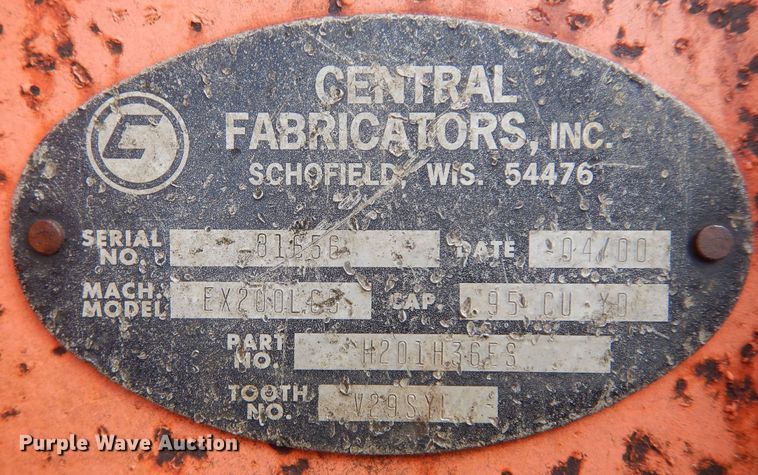 CENTRAL
FABRICATORS, INC.
SCHOFIELD, WIS. 54476
SERIAL NO. DATE 04/00
MACH. MODEL CAP. .95 CU YD
PART NO. H201H36ES
TOOTH NO. V29SYL
Purple Wave Auction